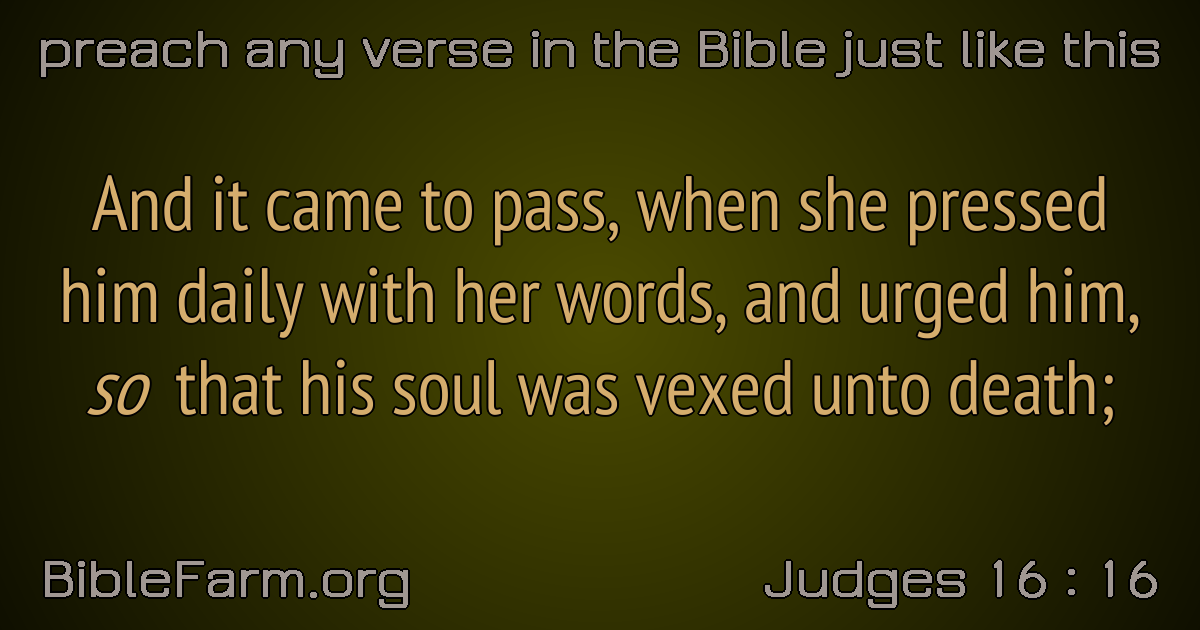 preach any verse in the Bible just like this
And it came to pass, when she pressed
him daily with her words, and urged him,
so that his soul was vexed unto death;
BibleFarm.org
Judges 16 : 16